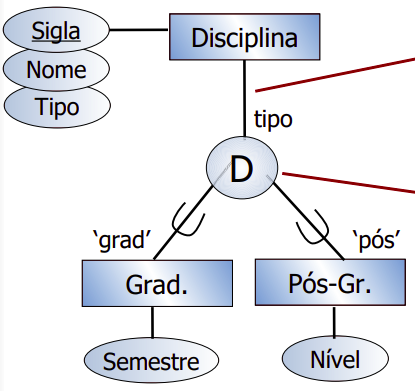 Sigla
Disciplina
Nome
Tipo
tipo
D
‘grad’
‘pós’
Grad.
Pós-Gr.
Semestre
Nível